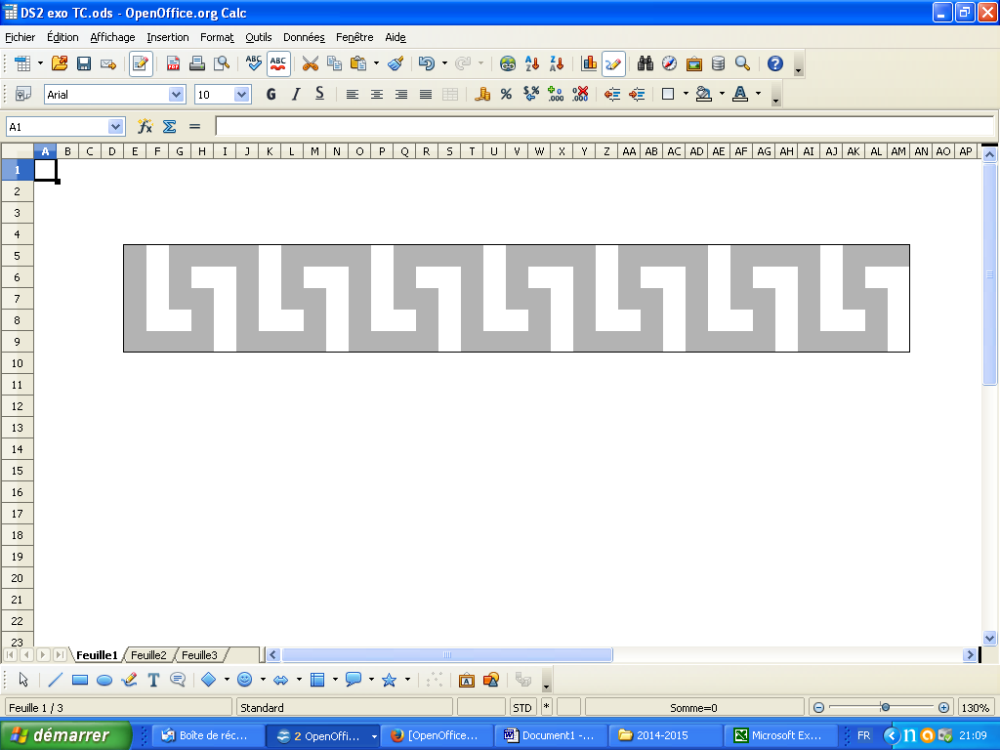 DS2 exo TC.ods - OpenOffice.org Calc
Fichier Édition Affichage Insertion Format Outils Données Fenêtre Aide
ABC ABC
Arial 10 G I S
A1
A B C D E F G H I J K L M N O P Q R S T U V W X Y Z AA AB AC AD AE AF AG AH AI AJ AK AL AM AN AO AP
1
2
3
4
5
6
7
8
9
10
11
12
13
14
15
16
17
18
19
20
21
22
23
Feuille1 Feuille2 Feuille3
Feuille 1 / 3 Standard STD * Somme=0 130%
démarrer Boîte de réc... 2 OpenOffi... [OpenOffice... Document1 -... 2014-2015 Microsoft Ex... FR 21:09